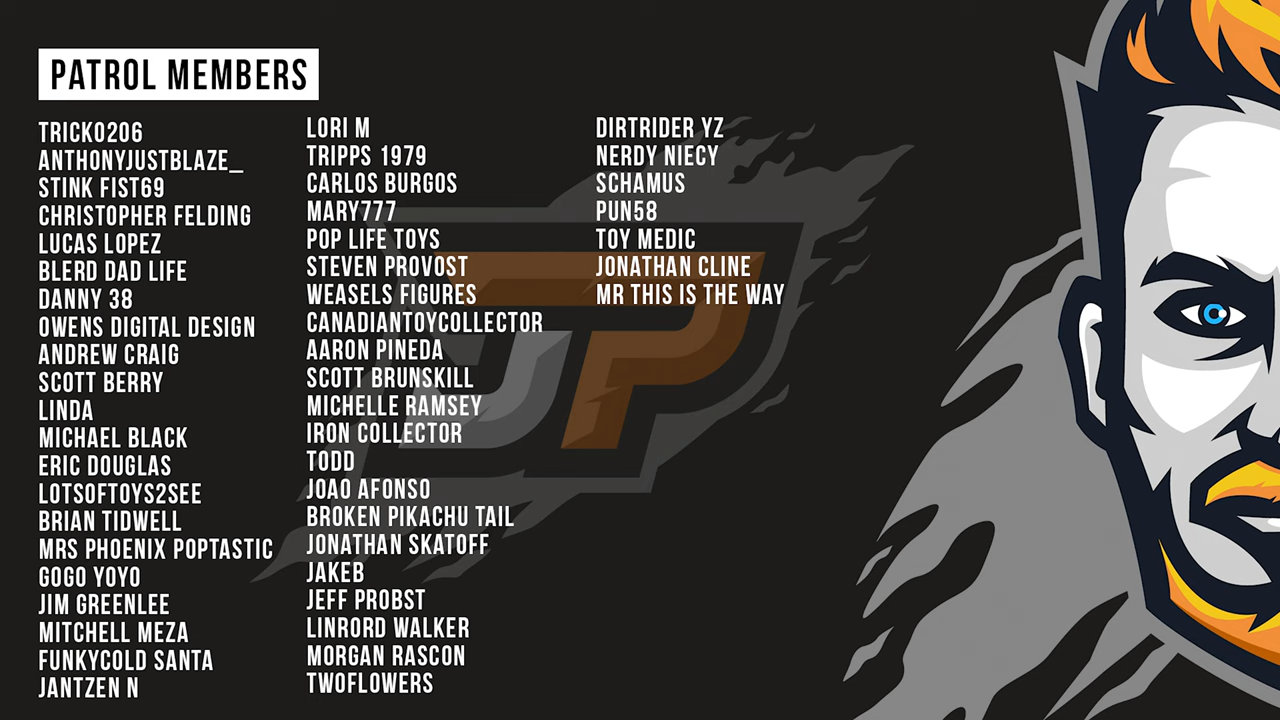 PATROL MEMBERS
TRICKO206
ANTHONYJUSTBLAZE_
STINK FIST69
CHRISTOPHER FELDING
LUCAS LOPEZ
BLERD DAD LIFE
DANNY 38
OWENS DIGITAL DESIGN
ANDREW CRAIG
SCOTT BERRY
LINDA
MICHAEL BLACK
ERIC DOUGLAS
LOTSOFTOYS2SEE
BRIAN TIDWELL
MRS PHOENIX POPTASTIC
GOGO YOYO
JIM GREENLEE
MITCHELL MEZA
FUNKYCOLD SANTA
JANTZEN N
LORI M
TRIPPS 1979
CARLOS BURGOS
MARY777
POP LIFE TOYS
STEVEN PROVOST
WEASELS FIGURES
CANADIANTOYCOLLECTOR
AARON PINEDA
SCOTT BRUNSKILL
MICHELLE RAMSEY
IRON COLLECTOR
TODD
JOAO AFONSO
BROKEN PIKACHU TAIL
JONATHAN SKATOFF
JAKEB
JEFF PROBST
LINRORD WALKER
MORGAN RASCON
TWOFLOWERS
DIRTRIDER YZ
NERDY NIECY
SCHAMUS
PUN58
TOY MEDIC
JONATHAN CLINE
MR THIS IS THE WAY
JP